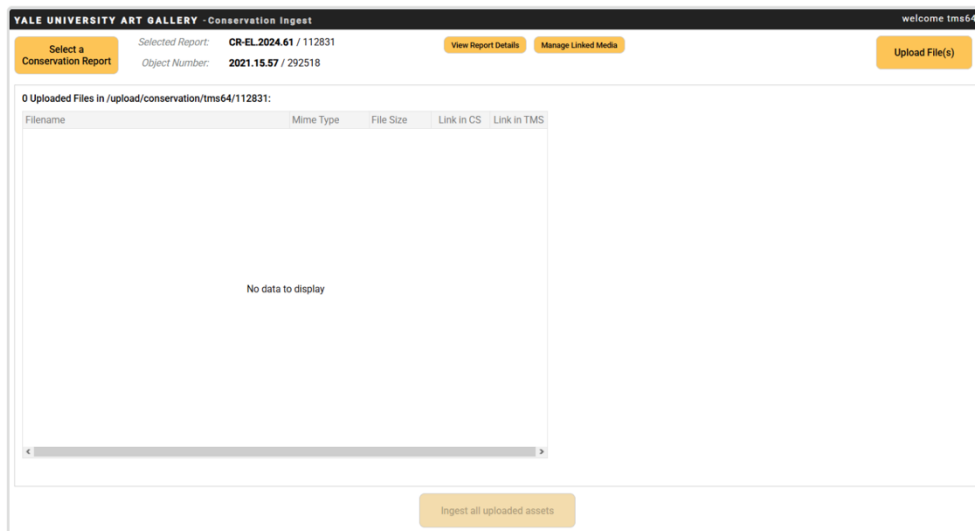 YALE UNIVERSITY ART GALLERY - Conservation Ingest
welcome tms64
Select a
Conservation Report
Selected Report: CR-EL.2024.61 / 112831
Object Number: 2021.15.57 / 292518
View Report Details
Manage Linked Media
Upload File(s)
0 Uploaded Files in /upload/conservation/tms64/112831:
Filename Mime Type File Size Link in CS Link in TMS
No data to display
Ingest all uploaded assets